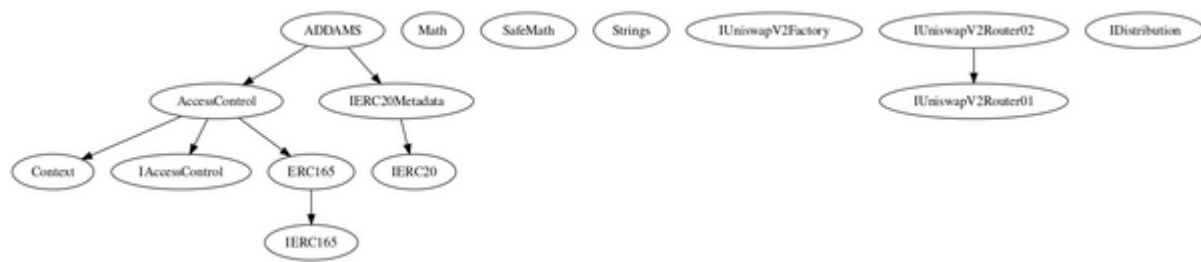 ADDAMS
Math
SafeMath
Strings
IUniswapV2Factory
IUniswapV2Router02
IDistribution
AccessControl
IERC20Metadata
IUniswapV2Router01
Context
IAccessControl
ERC165
IERC20
IERC165